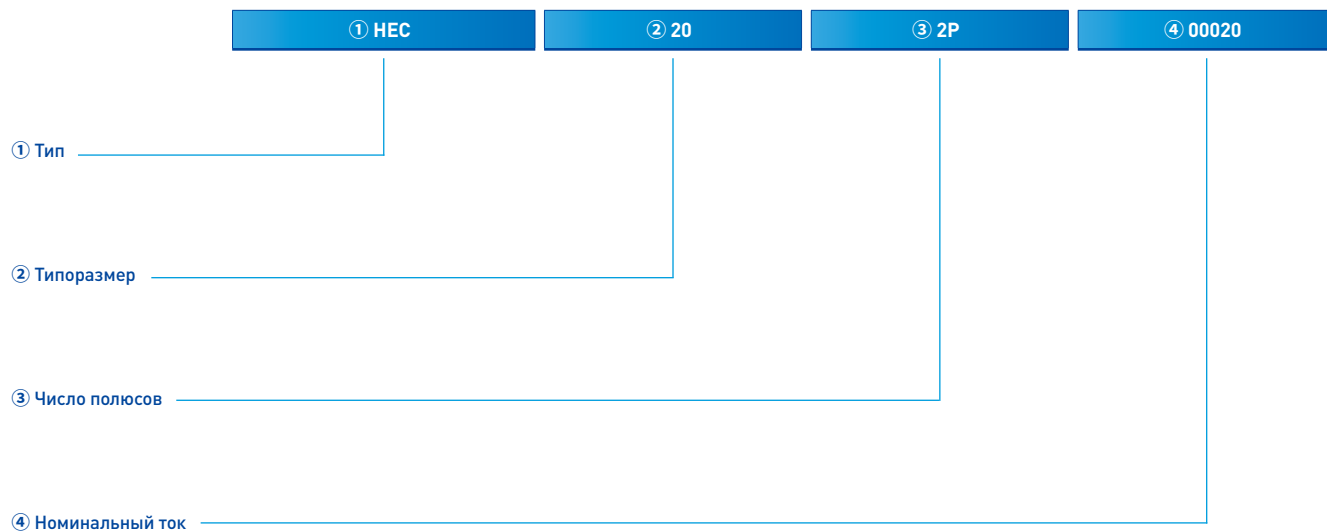 ① HEC ② 20 ③ 2P ④ 00020
① Тип
② Типоразмер
③ Число полюсов
④ Номинальный ток